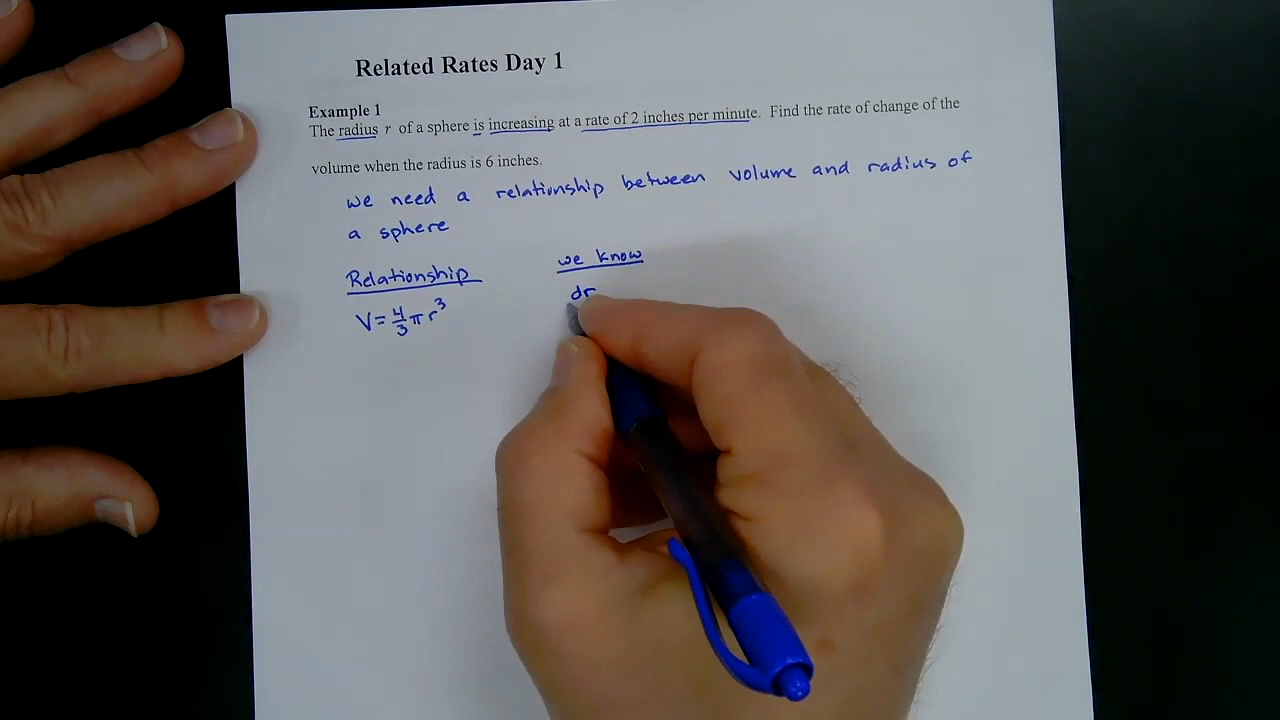 Related Rates Day 1
Example 1
The radius r of a sphere is increasing at a rate of 2 inches per minute. Find the rate of change of the
volume when the radius is 6 inches.
we need a relationship between volume and radius of
a sphere
Relationship
V = 4/3 π r³
we know
dr